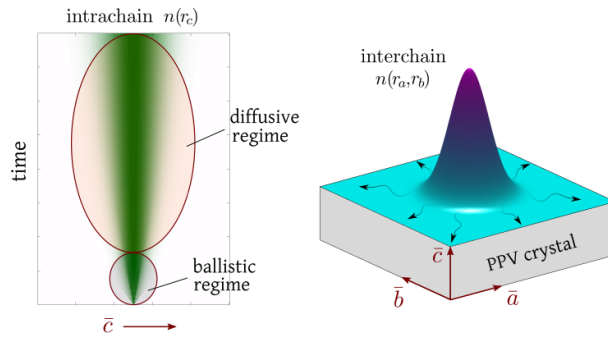 intrachain n(r_c)
diffusive
regime
time
ballistic
regime
c̄
interchain
n(r_a,r_b)
c̄
PPV crystal
b̄
ā